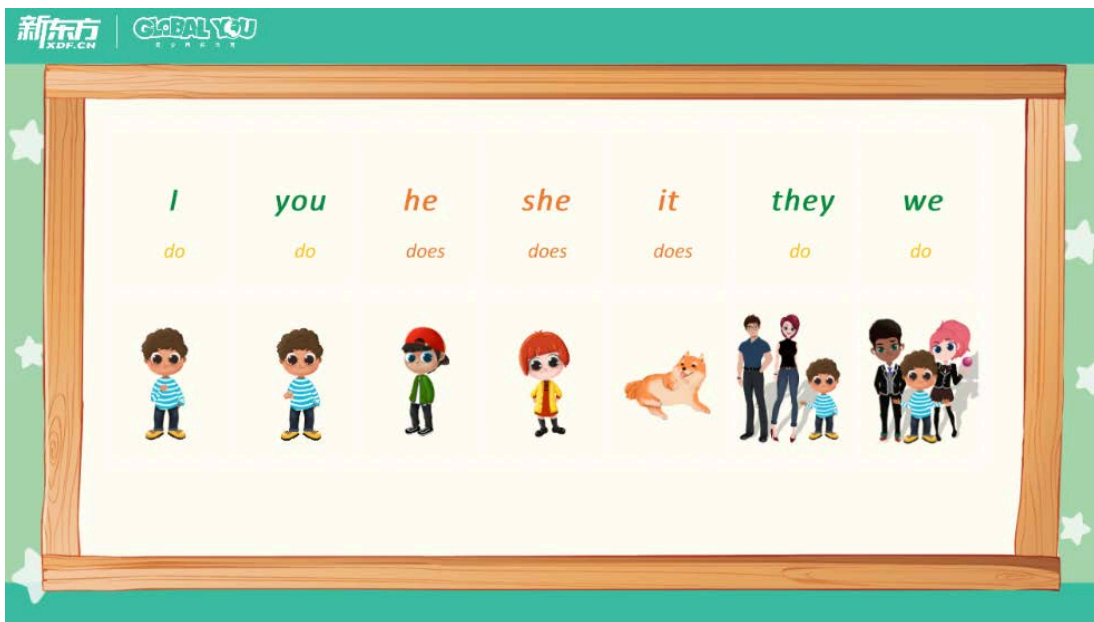 新东方 GLOBAL YOU
XDF.CN
I you he she it they we
do do does does does do do